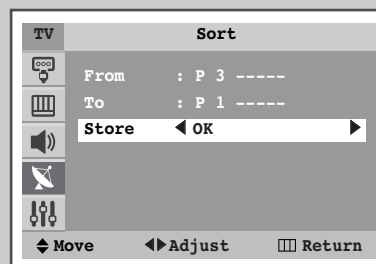 TV Sort
From : P 3 -----
To : P 1 -----
Store OK
Move Adjust Return